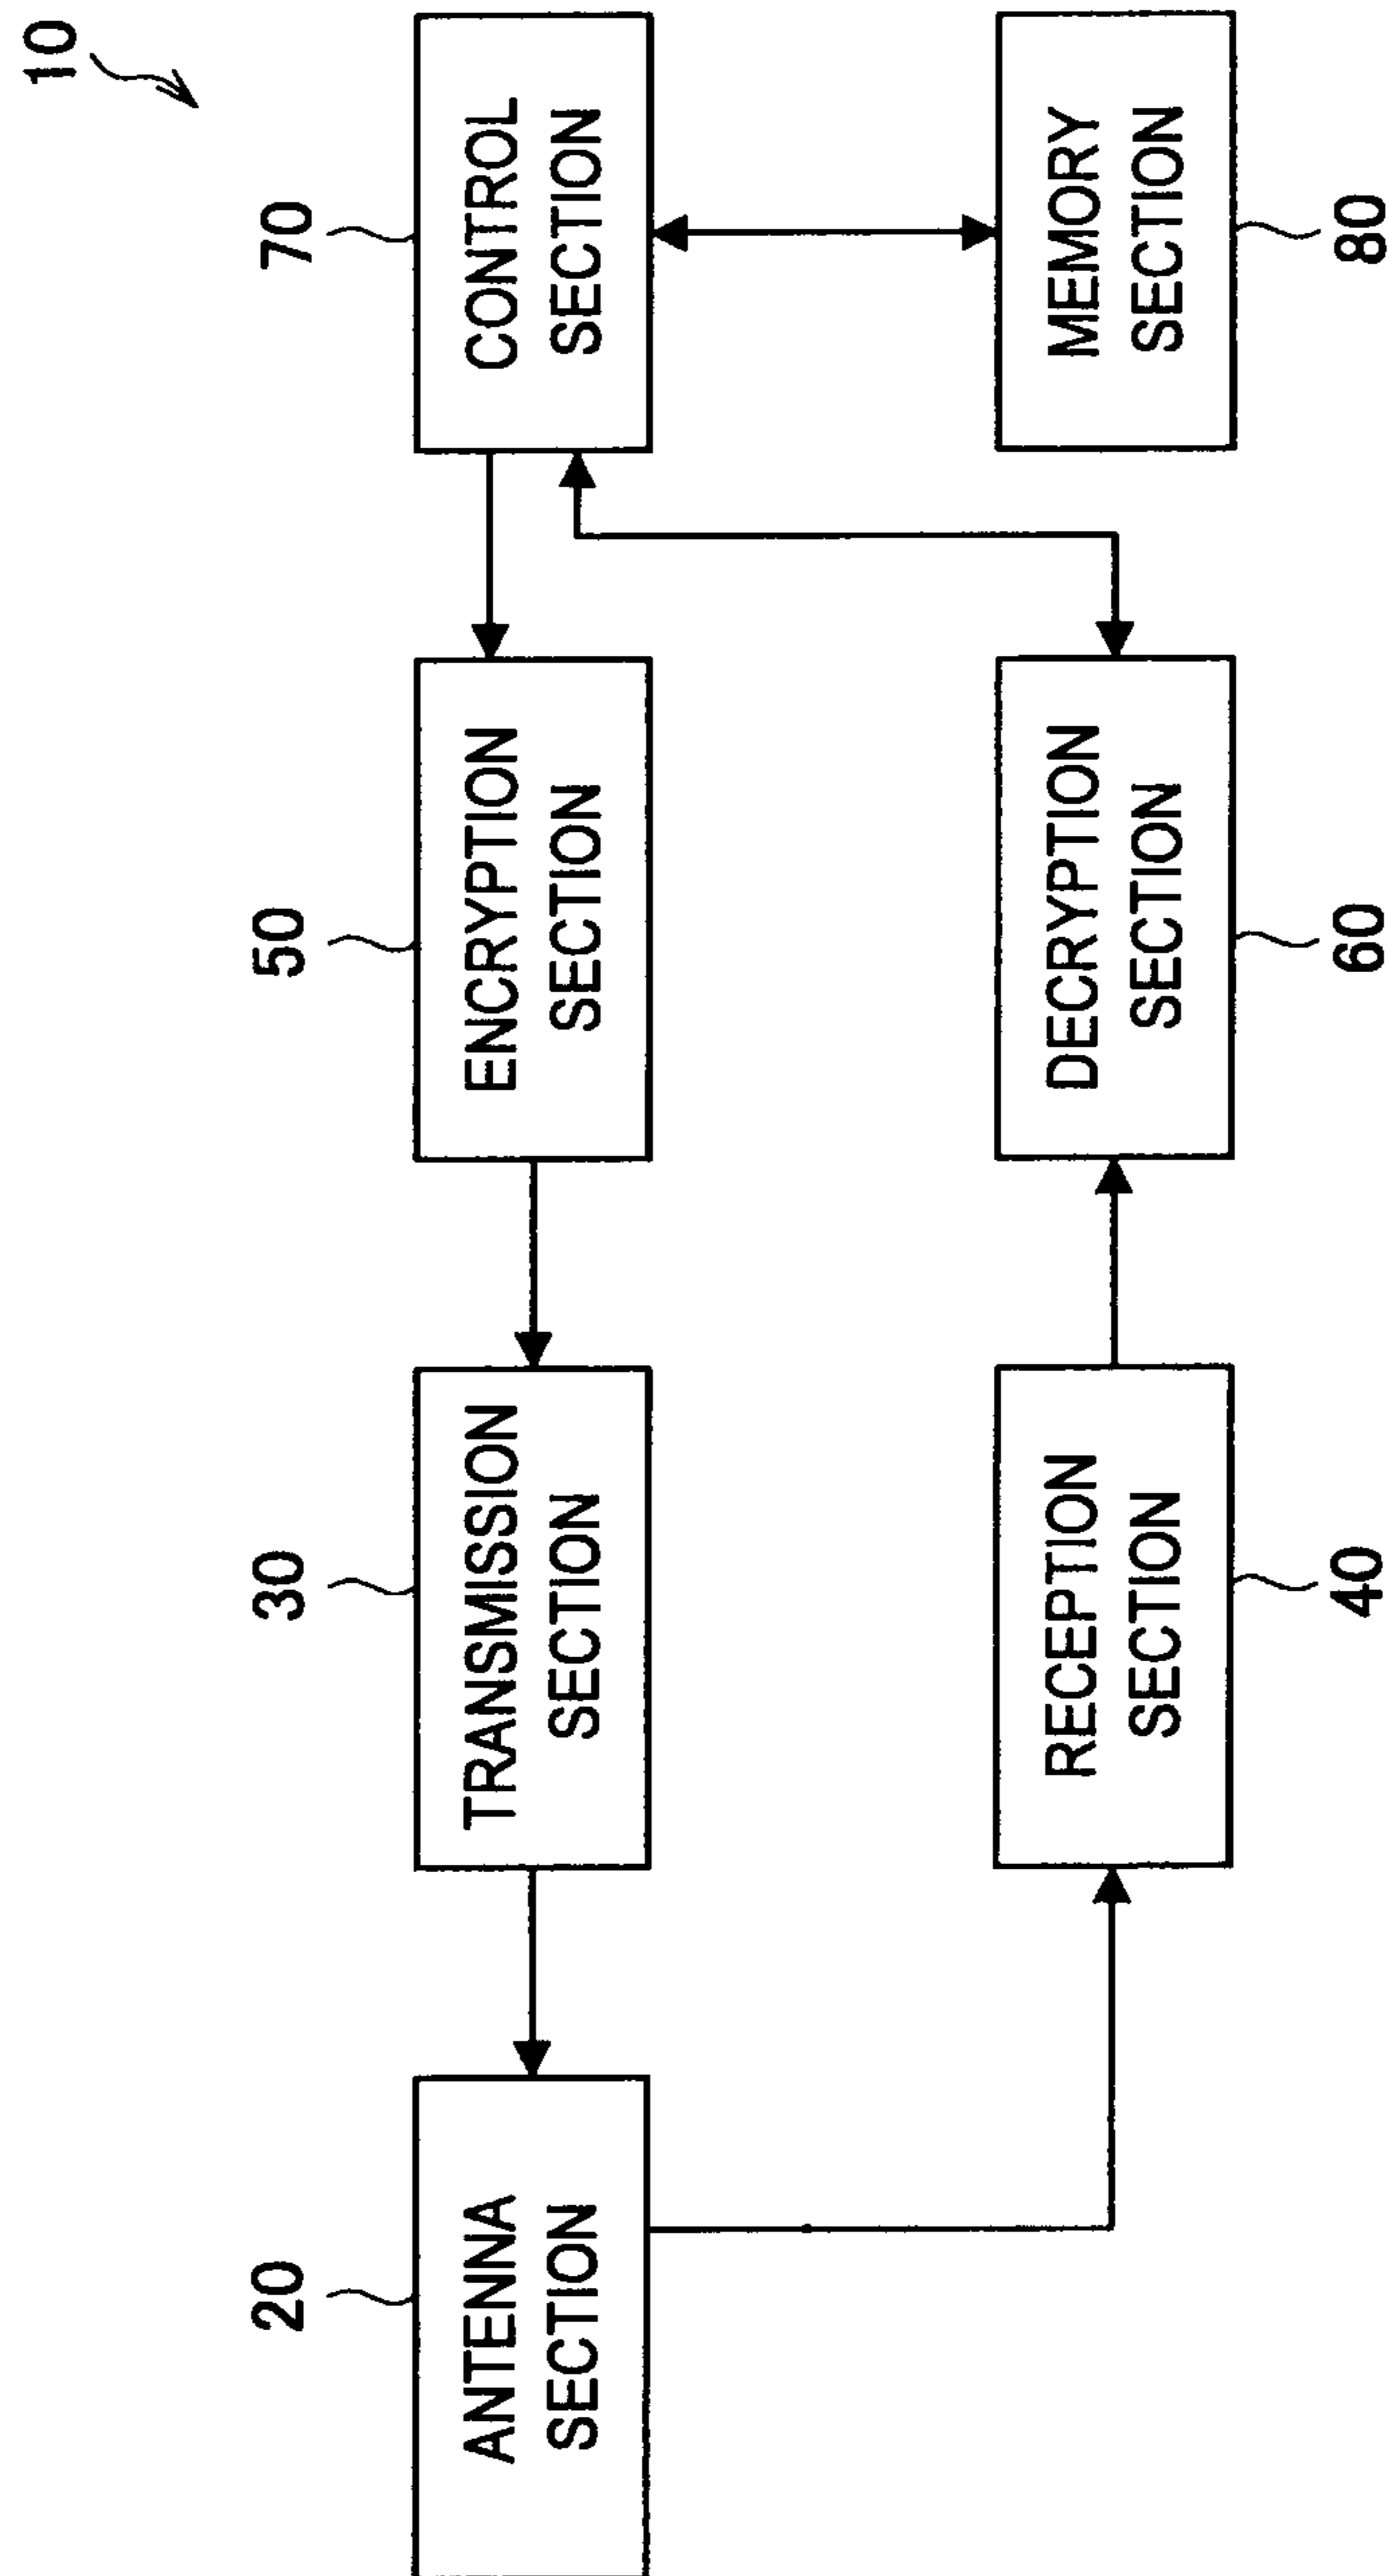 10
20
30
50
70
ANTENNA
SECTION
TRANSMISSION
SECTION
ENCRYPTION
SECTION
CONTROL
SECTION
RECEPTION
SECTION
DECRYPTION
SECTION
MEMORY
SECTION
40
60
80